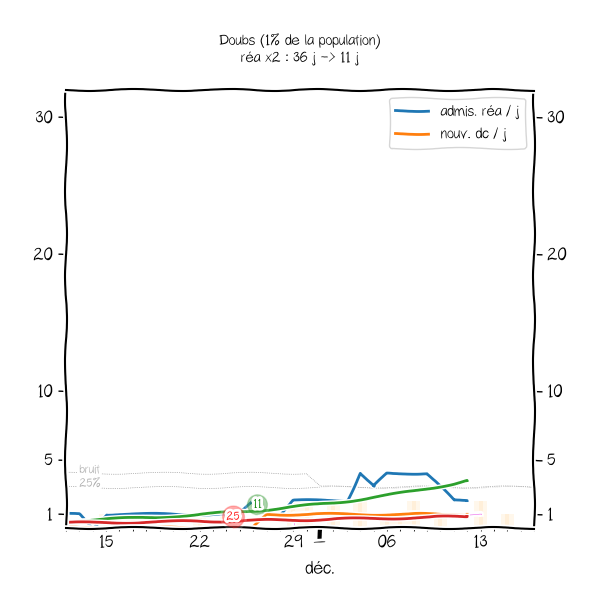 Doubs (1% de la population)
réa x2 : 36 j -> 11 j
admis. réa / j
nouv. dc / j
30 30
20 20
10 10
5 5
1 1
bruit
25%
11
25
15 22 29 06 13
déc.